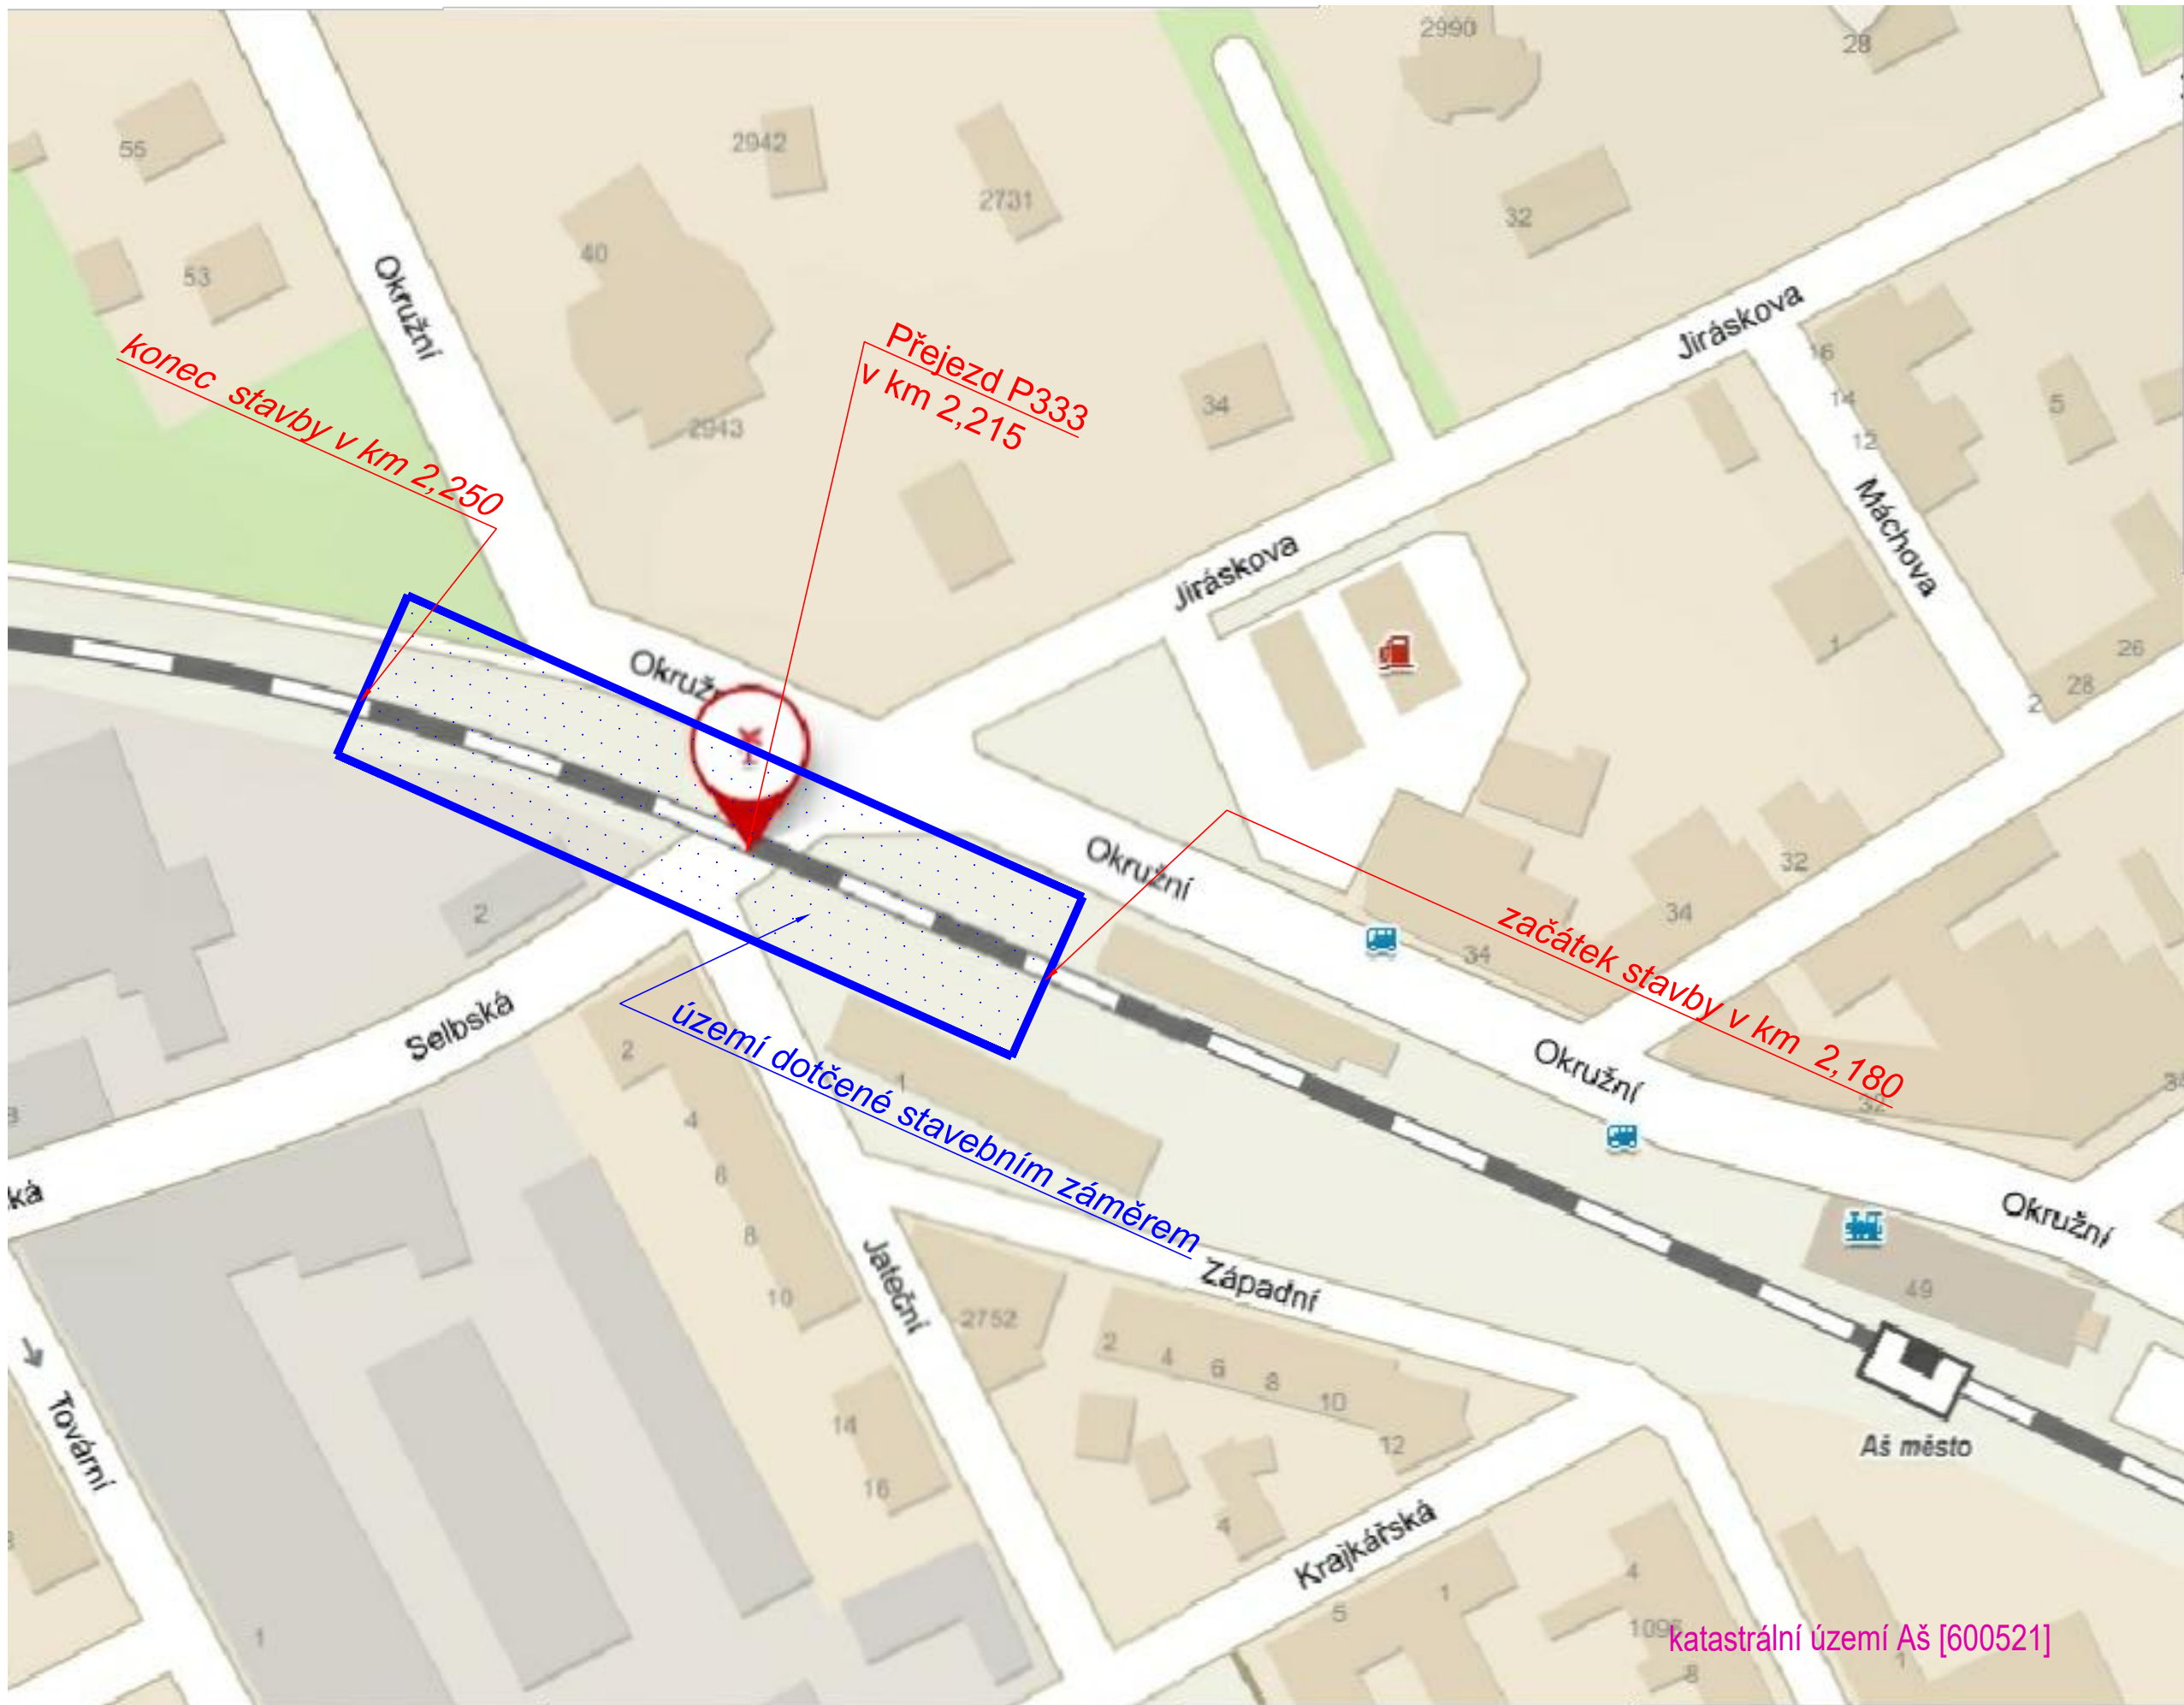 2990
28
55
2942
2731
40
32
53
Okružní
Jiráskova
konec stavby v km 2,250
Přejezd P333
v km 2,215
16
14
5
34
12
2943
Máchova
Jiráskova
1
26
28
2
Okruž
Okružní
32
2
34
34
začátek stavby v km 2,180
Selbská
2
území dotčené stavebním záměrem
1
Okružní
32
4
6
ká
8
Jateční
Západní
Okružní
49
10
2752
2
4
6
8
10
12
14
16
Tovární
Aš město
4
Krajkářská
4
1
5
1
katastrální území Aš [600521]
8
1